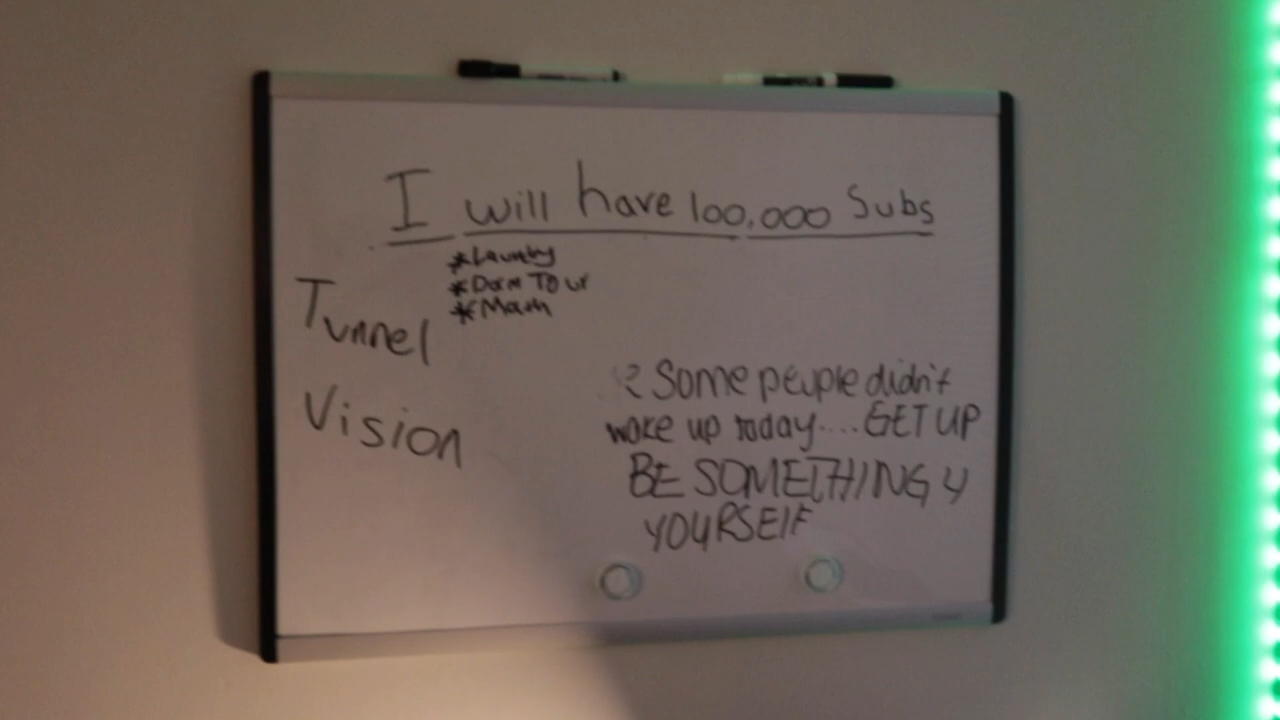 I will have 100,000 Subs
*Laundry
*Dorm Tour
*Math
Tunnel
Vision
Some people didn't
woke up today....GET UP
BE SOMETHING 4
YOURSELF